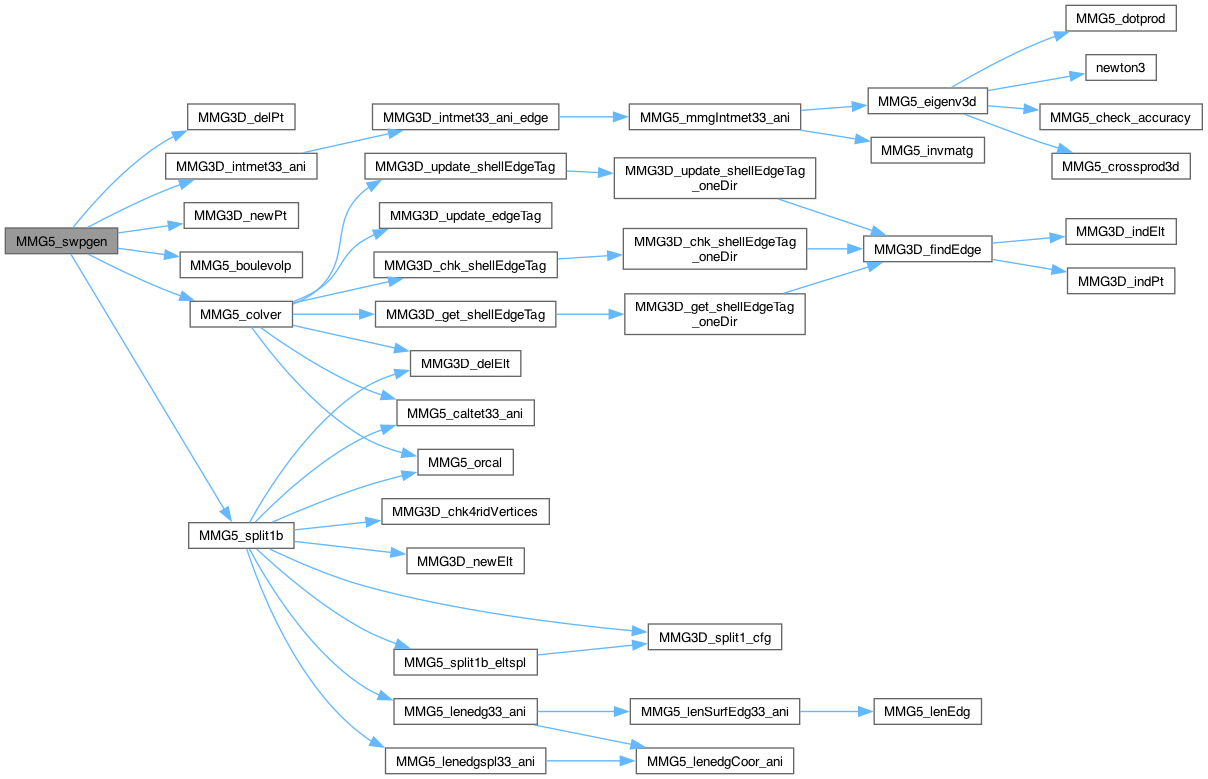 MMG5_swpgen
MMG3D_delPt
MMG3D_intmet33_ani
MMG3D_newPt
MMG5_boulevolp
MMG5_colver
MMG5_split1b
MMG3D_intmet33_ani_edge
MMG3D_update_shellEdgeTag
MMG3D_update_edgeTag
MMG3D_chk_shellEdgeTag
MMG3D_get_shellEdgeTag
MMG3D_delElt
MMG5_caltet33_ani
MMG5_orcal
MMG3D_chk4ridVertices
MMG3D_newElt
MMG5_split1b_eltspl
MMG5_lenedg33_ani
MMG5_lenedgspl33_ani
MMG5_mmgIntmet33_ani
MMG3D_update_shellEdgeTag
_oneDir
MMG3D_chk_shellEdgeTag
_oneDir
MMG3D_get_shellEdgeTag
_oneDir
MMG3D_split1_cfg
MMG5_lenSurfEdg33_ani
MMG5_lenedgCoor_ani
MMG5_eigenv3d
MMG5_invmatg
MMG3D_findEdge
MMG5_lenEdg
MMG5_dotprod
newton3
MMG5_check_accuracy
MMG5_crossprod3d
MMG3D_indElt
MMG3D_indPt